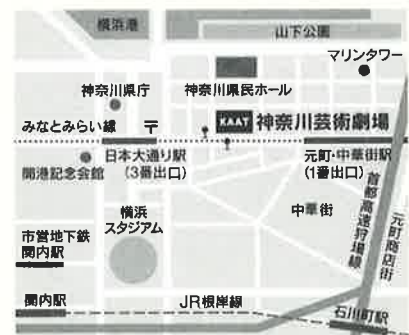 横浜港
山下公園
マリンタワー
神奈川県庁
神奈川県民ホール
KAAT 神奈川芸術劇場
みなとみらい線
〒
日本大通り駅
(3番出口)
元町・中華街駅
(1番出口)
開港記念会館
横浜
スタジアム
中華街
首都高速狩場線
元町商店街
市営地下鉄
関内駅
関内駅
JR根岸線
石川町駅